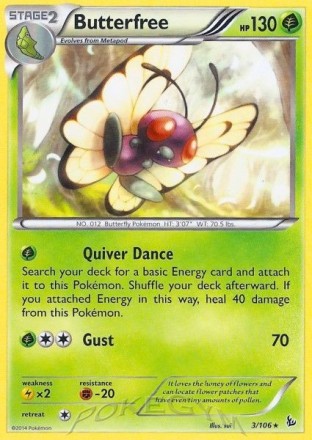 STAGE2
Butterfree
HP 130
Evolves from Metapod
NO. 012 Butterfly Pokémon HT: 3'07" WT: 70.5 lbs.
Quiver Dance
Search your deck for a basic Energy card and attach
it to this Pokémon. Shuffle your deck afterward. If
you attached Energy in this way, heal 40 damage
from this Pokémon.
Gust 70
weakness resistance
×2 -20
It loves the honey of flowers and
can locate flower patches that
have even tiny amounts of pollen.
retreat
POKEGYM
©2014 Pokémon
Illus. sui 3/106 ★